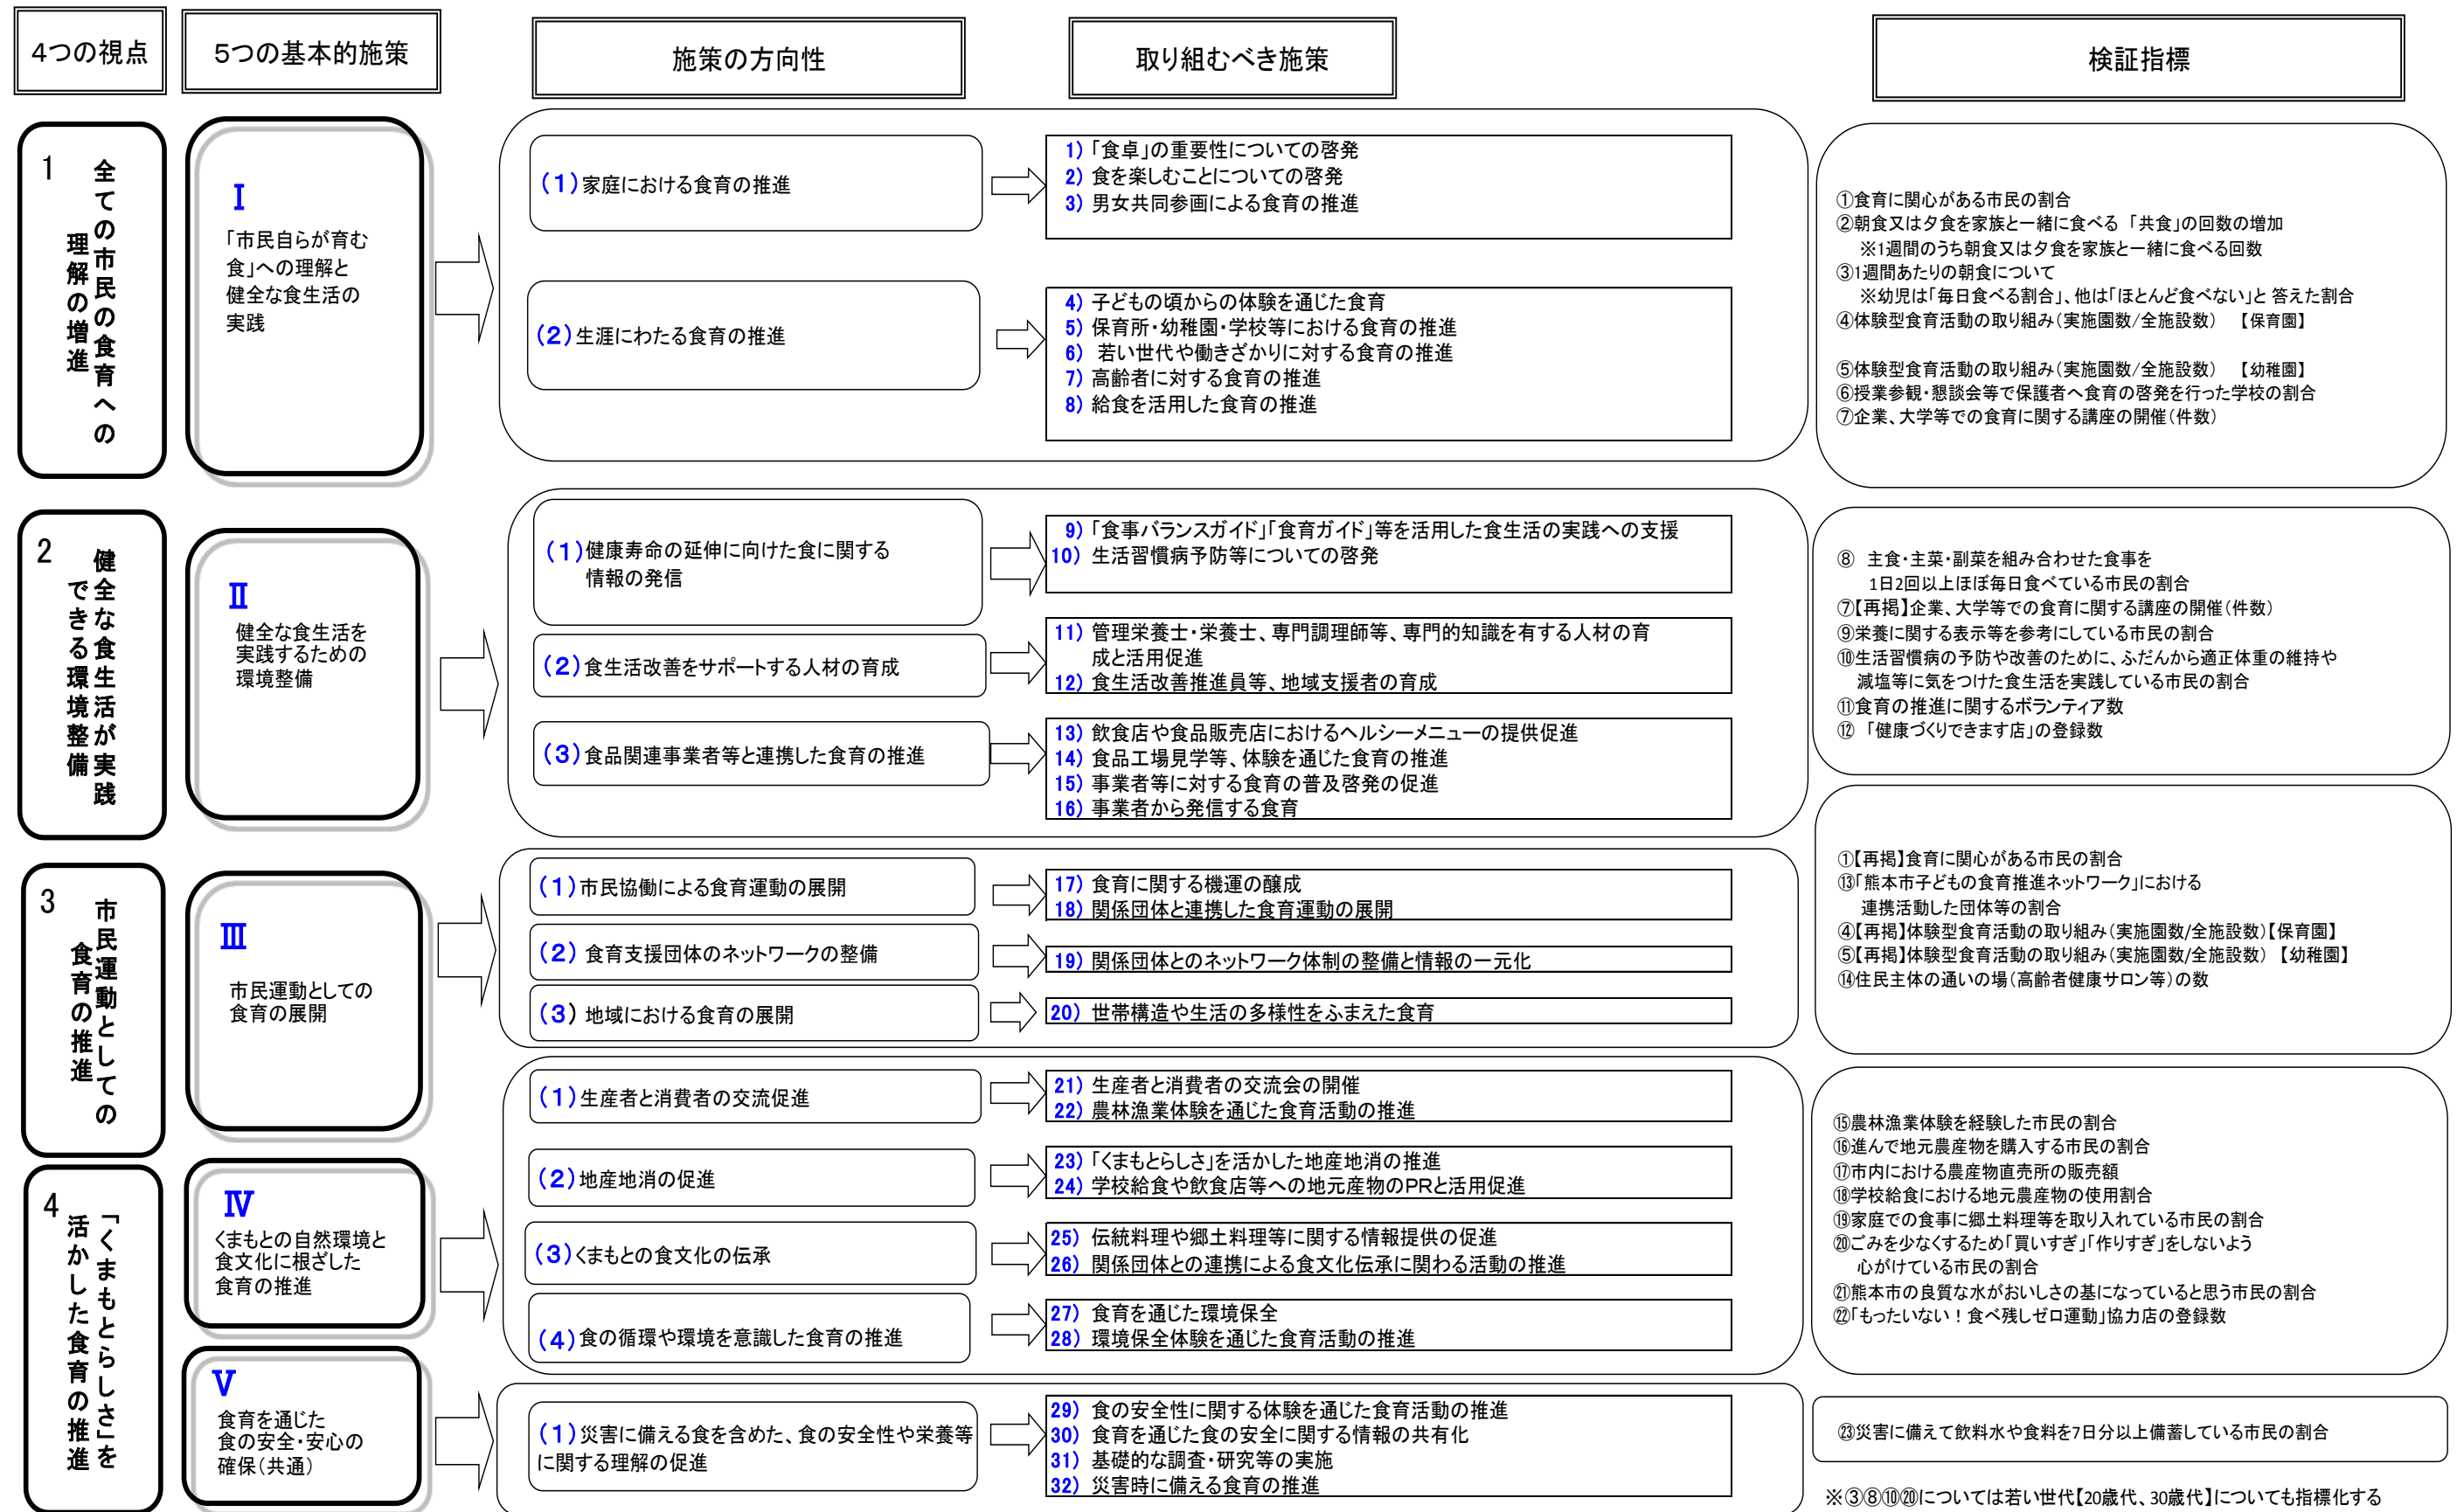 4つの視点
5つの基本的施策
施策の方向性
取り組むべき施策
検証指標
1
全ての市民の食育への
理解の増進
Ⅰ
「市民自らが育む
食」への理解と
健全な食生活の
実践
(1)家庭における食育の推進
1)「食卓」の重要性についての啓発
2) 食を楽しむことについての啓発
3) 男女共同参画による食育の推進
(2)生涯にわたる食育の推進
4) 子どもの頃からの体験を通じた食育
5) 保育所・幼稚園・学校等における食育の推進
6) 若い世代や働きざかりに対する食育の推進
7) 高齢者に対する食育の推進
8) 給食を活用した食育の推進
①食育に関心がある市民の割合
②朝食又は夕食を家族と一緒に食べる 「共食」の回数の増加
※1週間のうち朝食又は夕食を家族と一緒に食べる回数
③1週間あたりの朝食について
※幼児は「毎日食べる割合」、他は「ほとんど食べない」と 答えた割合
④体験型食育活動の取り組み(実施園数/全施設数) 【保育園】
⑤体験型食育活動の取り組み(実施園数/全施設数) 【幼稚園】
⑥授業参観・懇談会等で保護者へ食育の啓発を行った学校の割合
⑦企業、大学等での食育に関する講座の開催(件数)
2
健全な食生活が実践
できる環境整備
Ⅱ
健全な食生活を
実践するための
環境整備
(1)健康寿命の延伸に向けた食に関する
情報の発信
9)「食事バランスガイド」「食育ガイド」等を活用した食生活の実践への支援
10) 生活習慣病予防等についての啓発
(2)食生活改善をサポートする人材の育成
11) 管理栄養士・栄養士、専門調理師等、専門的知識を有する人材の育
成と活用促進
12) 食生活改善推進員等、地域支援者の育成
(3)食品関連事業者等と連携した食育の推進
13) 飲食店や食品販売店におけるヘルシーメニューの提供促進
14) 食品工場見学等、体験を通じた食育の推進
15) 事業者等に対する食育の普及啓発の促進
16) 事業者から発信する食育
⑧ 主食・主菜・副菜を組み合わせた食事を
1日2回以上ほぼ毎日食べている市民の割合
⑦【再掲】企業、大学等での食育に関する講座の開催(件数)
⑨栄養に関する表示等を参考にしている市民の割合
⑩生活習慣病の予防や改善のために、ふだんから適正体重の維持や
減塩等に気をつけた食生活を実践している市民の割合
⑪食育の推進に関するボランティア数
⑫ 「健康づくりできます店」の登録数
3
市民運動としての
食育の推進
Ⅲ
市民運動としての
食育の展開
(1)市民協働による食育運動の展開
17) 食育に関する機運の醸成
18) 関係団体と連携した食育運動の展開
(2) 食育支援団体のネットワークの整備
19) 関係団体とのネットワーク体制の整備と情報の一元化
(3) 地域における食育の展開
20) 世帯構造や生活の多様性をふまえた食育
①【再掲】食育に関心がある市民の割合
⑬「熊本市子どもの食育推進ネットワーク」における
連携活動した団体等の割合
④【再掲】体験型食育活動の取り組み(実施園数/全施設数)【保育園】
⑤【再掲】体験型食育活動の取り組み(実施園数/全施設数) 【幼稚園】
⑭住民主体の通いの場(高齢者健康サロン等)の数
4
「くまもとらしさ」を
活かした食育の推進
Ⅳ
くまもとの自然環境と
食文化に根ざした
食育の推進
(1)生産者と消費者の交流促進
21) 生産者と消費者の交流会の開催
22) 農林漁業体験を通じた食育活動の推進
(2)地産地消の促進
23)「くまもとらしさ」を活かした地産地消の推進
24) 学校給食や飲食店等への地元産物のPRと活用促進
(3)くまもとの食文化の伝承
25) 伝統料理や郷土料理等に関する情報提供の促進
26) 関係団体との連携による食文化伝承に関わる活動の推進
(4)食の循環や環境を意識した食育の推進
27) 食育を通じた環境保全
28) 環境保全体験を通じた食育活動の推進
⑮農林漁業体験を経験した市民の割合
⑯進んで地元農産物を購入する市民の割合
⑰市内における農産物直売所の販売額
⑱学校給食における地元農産物の使用割合
⑲家庭での食事に郷土料理等を取り入れている市民の割合
⑳ごみを少なくするため「買いすぎ」「作りすぎ」をしないよう
心がけている市民の割合
㉑熊本市の良質な水がおいしさの基になっていると思う市民の割合
㉒「もったいない!食べ残しゼロ運動」協力店の登録数
Ⅴ
食育を通じた
食の安全・安心の
確保(共通)
(1)災害に備える食を含めた、食の安全性や栄養等
に関する理解の促進
29) 食の安全性に関する体験を通じた食育活動の推進
30) 食育を通じた食の安全に関する情報の共有化
31) 基礎的な調査・研究等の実施
32) 災害時に備える食育の推進
㉓災害に備えて飲料水や食料を7日分以上備蓄している市民の割合
※③⑧⑩⑳については若い世代【20歳代、30歳代】についても指標化する